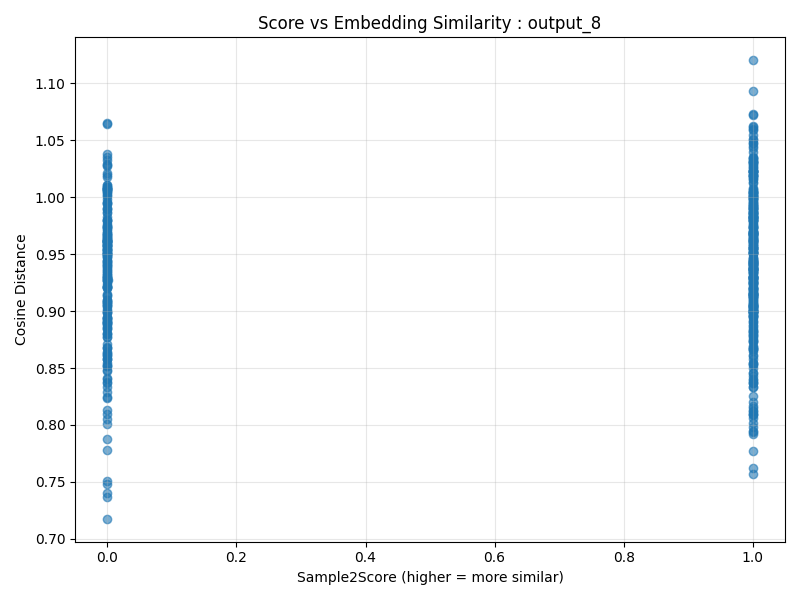 Score vs Embedding Similarity : output_8
Cosine Distance
1.10
1.05
1.00
0.95
0.90
0.85
0.80
0.75
0.70
0.0 0.2 0.4 0.6 0.8 1.0
Sample2Score (higher = more similar)